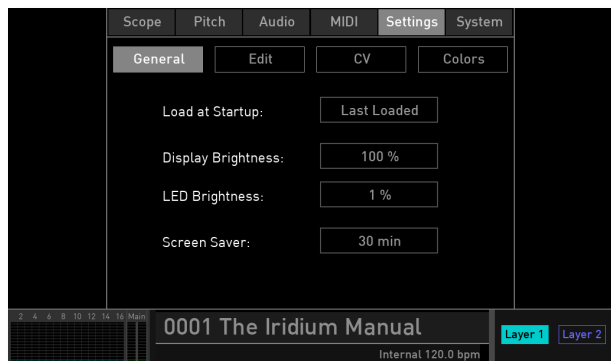 Scope Pitch Audio MIDI Settings System
General Edit CV Colors
Load at Startup: Last Loaded
Display Brightness: 100 %
LED Brightness: 1 %
Screen Saver: 30 min
2 4 6 8 10 12 14 16 Main
0001 The Iridium Manual
Layer 1 Layer 2
Internal 120.0 bpm